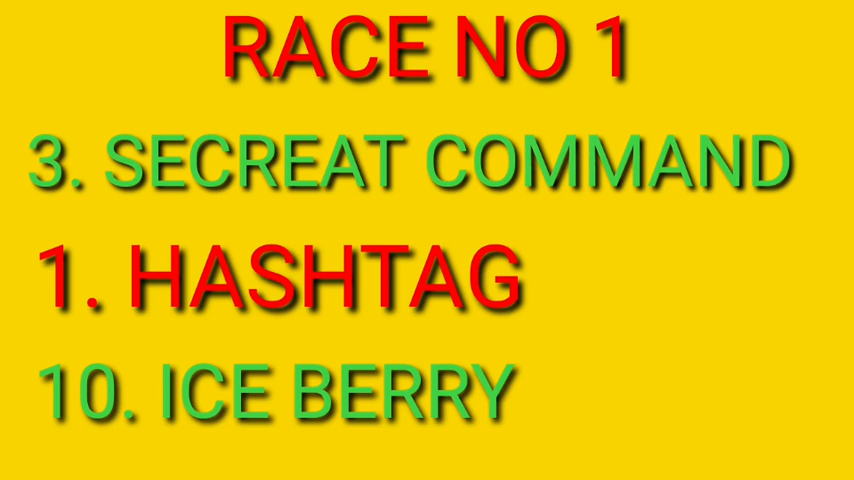 RACE NO 1
3. SECREAT COMMAND
1. HASHTAG
10. ICE BERRY